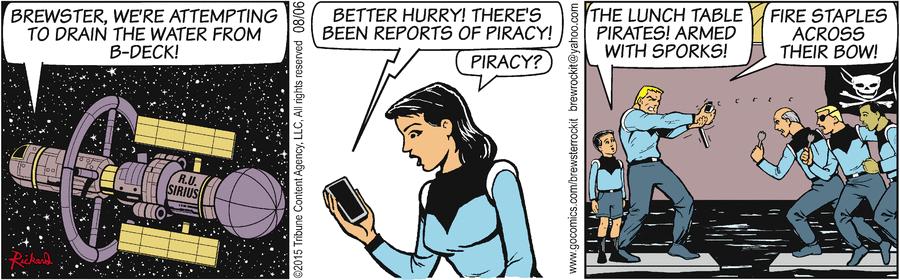 BREWSTER, WE'RE ATTEMPTING
TO DRAIN THE WATER FROM
B-DECK!
R.U.
SIRIUS
Rickard
08/06
©2015 Tribune Content Agency, LLC. All rights reserved
BETTER HURRY! THERE'S
BEEN REPORTS OF PIRACY!
PIRACY?
www.gocomics.com/brewsterrockit brewrockit@yahoo.com
THE LUNCH TABLE
PIRATES! ARMED
WITH SPORKS!
FIRE STAPLES
ACROSS
THEIR BOW!